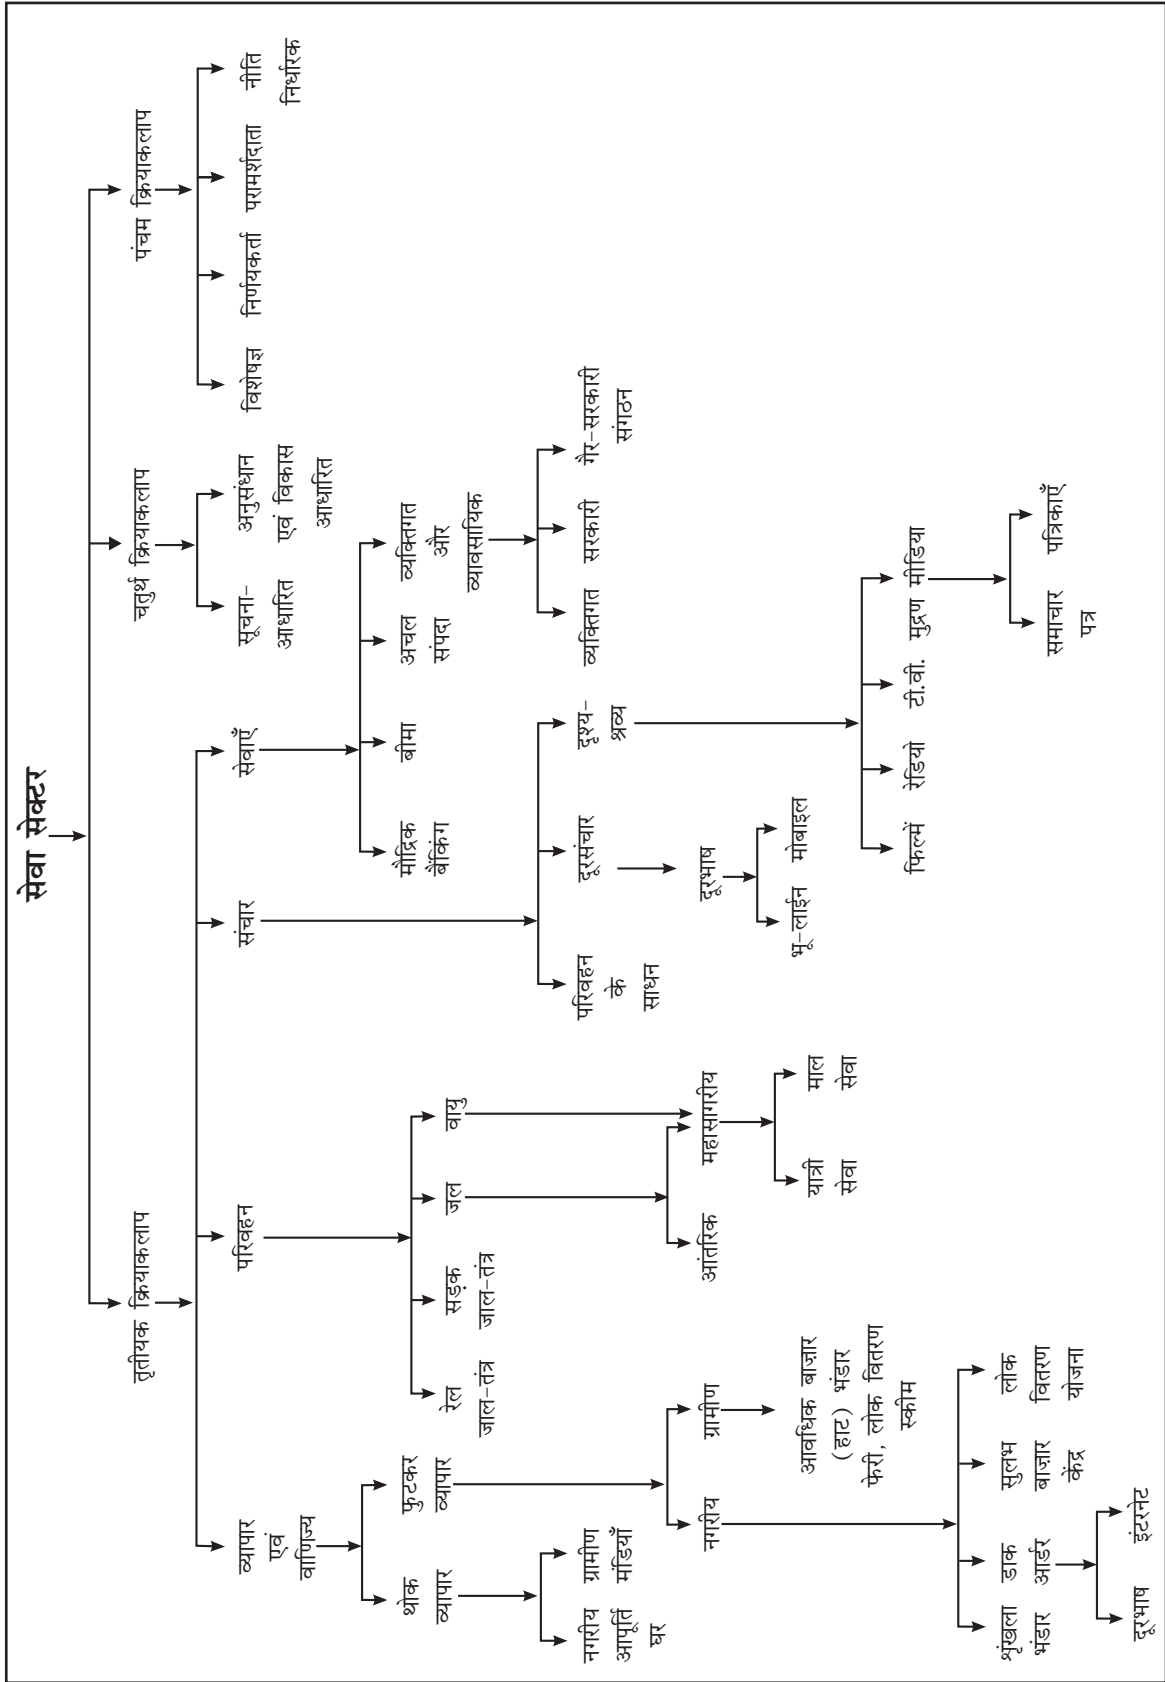 सेवा सेक्टर
तृतीयक क्रियाकलाप
चतुर्थ क्रियाकलाप
पंचम क्रियाकलाप
व्यापार
एवं
वाणिज्य
परिवहन
संचार
सेवाएँ
सूचना-
आधारित
अनुसंधान
एवं विकास
आधारित
विशेषज्ञ
निर्णयकर्ता
परामर्शदाता
नीति
निर्धारक
थोक
व्यापार
फुटकर
व्यापार
रेल
जाल-तंत्र
सड़क
जाल-तंत्र
जल
वायु
मौद्रिक
बैंकिंग
बीमा
अचल
संपदा
व्यक्तिगत
और
व्यावसायिक
नगरीय
आपूर्ति
घर
ग्रामीण
मंडियाँ
परिवहन
के
साधन
दूरसंचार
दृश्य-
श्रव्य
व्यक्तिगत
सरकारी
गैर-सरकारी
संगठन
नगरीय
ग्रामीण
आंतरिक
महासागरीय
दूरभाष
आवधिक बाज़ार
(हाट) भंडार
फेरी, लोक वितरण
स्कीम
यात्री
सेवा
माल
सेवा
भू-लाईन
मोबाइल
फिल्में
रेडियो
टी.वी.
मुद्रण मीडिया
शृंखला
भंडार
डाक
आर्डर
सुलभ
बाज़ार
केंद्र
लोक
वितरण
योजना
समाचार
पत्र
पत्रिकाएँ
दूरभाष
इंटरनेट